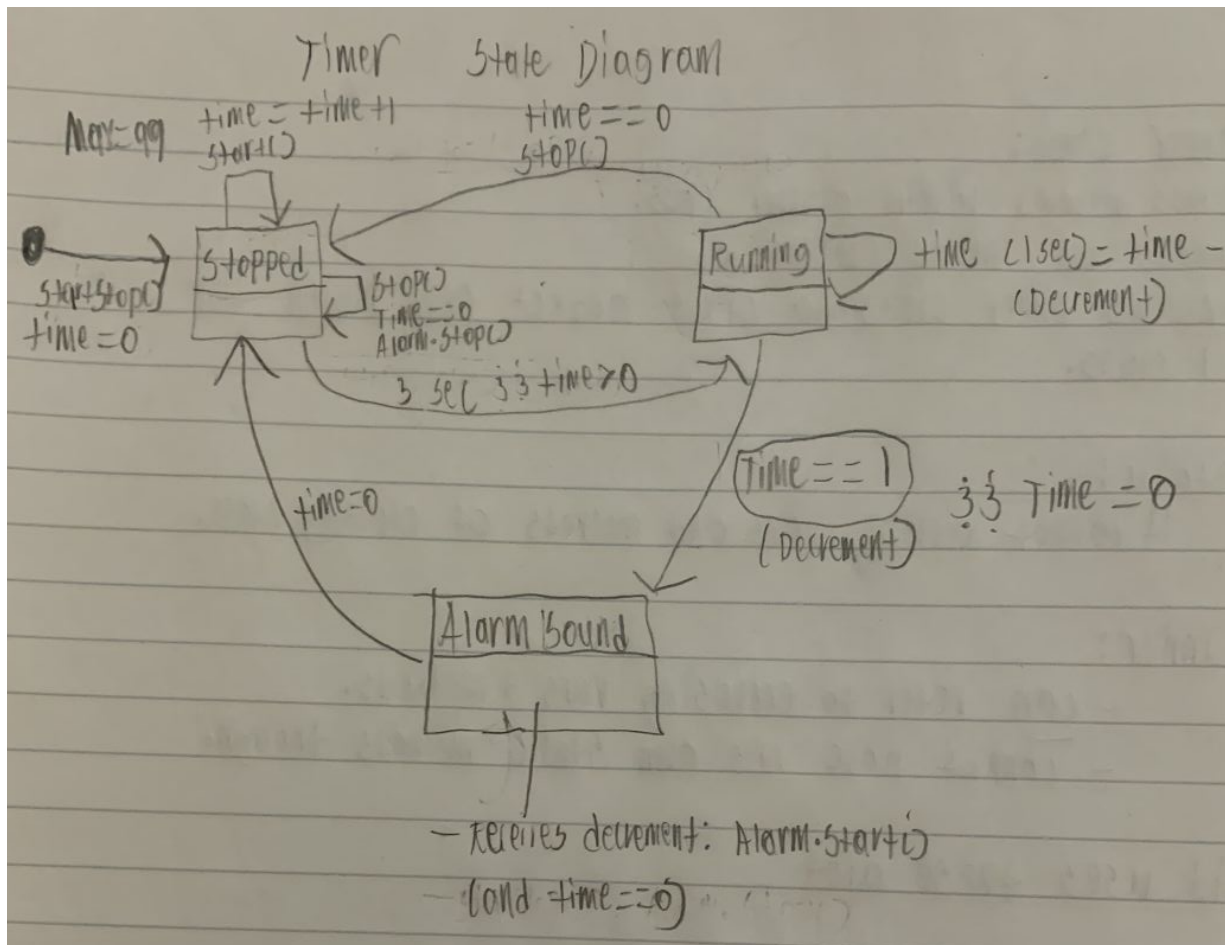 Timer State Diagram
Max=99
time = time+1
start()
time==0
stop()
Stopped
Running
time (1sec)= time -
(Decrement)
time=0
stop()
Time==0
Alarm.stop()
3 sec && time>0
Time == 1
&& Time = 0
(Decrement)
time=0
Alarm Sound
- receives decrement: Alarm.start()
- (and time==0)